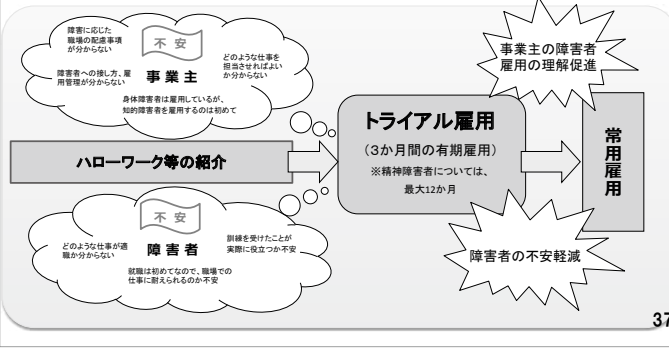 障害に応じた
職場の配慮事項
が分からない
不 安
どのような仕事を
担当させればよい
か分からない
障害者への接し方、雇
用管理が分からない
事 業 主
身体障害者は雇用しているが、
知的障害者を雇用するのは初めて
ハローワーク等の紹介
不 安
どのような仕事が適
職か分からない
障 害 者
訓練を受けたことが
実際に役立つか不安
就職は初めてなので、職場での
仕事に耐えられるのか不安
トライアル雇用
(3か月間の有期雇用)
※精神障害者については、
最大12か月
事業主の障害者
雇用の理解促進
障害者の不安軽減
常用雇用
37